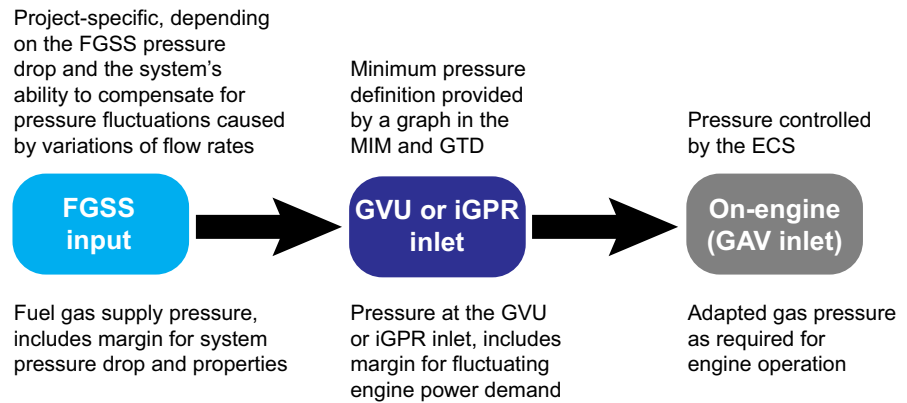 Project-specific, depending
on the FGSS pressure
drop and the system's
ability to compensate for
pressure fluctuations caused
by variations of flow rates
FGSS
input
Fuel gas supply pressure,
includes margin for system
pressure drop and properties
Minimum pressure
definition provided
by a graph in the
MIM and GTD
GVU or iGPR
inlet
Pressure at the GVU
or iGPR inlet, includes
margin for fluctuating
engine power demand
Pressure controlled
by the ECS
On-engine
(GAV inlet)
Adapted gas pressure
as required for
engine operation